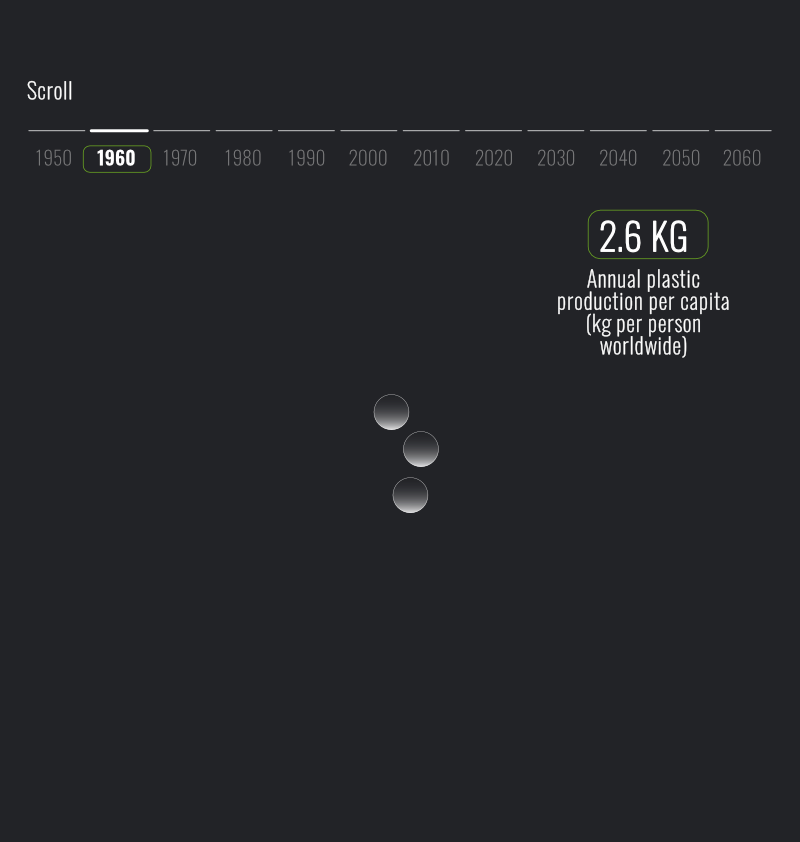 Scroll
1950 1960 1970 1980 1990 2000 2010 2020 2030 2040 2050 2060
2.6 KG
Annual plastic
production per capita
(kg per person
worldwide)